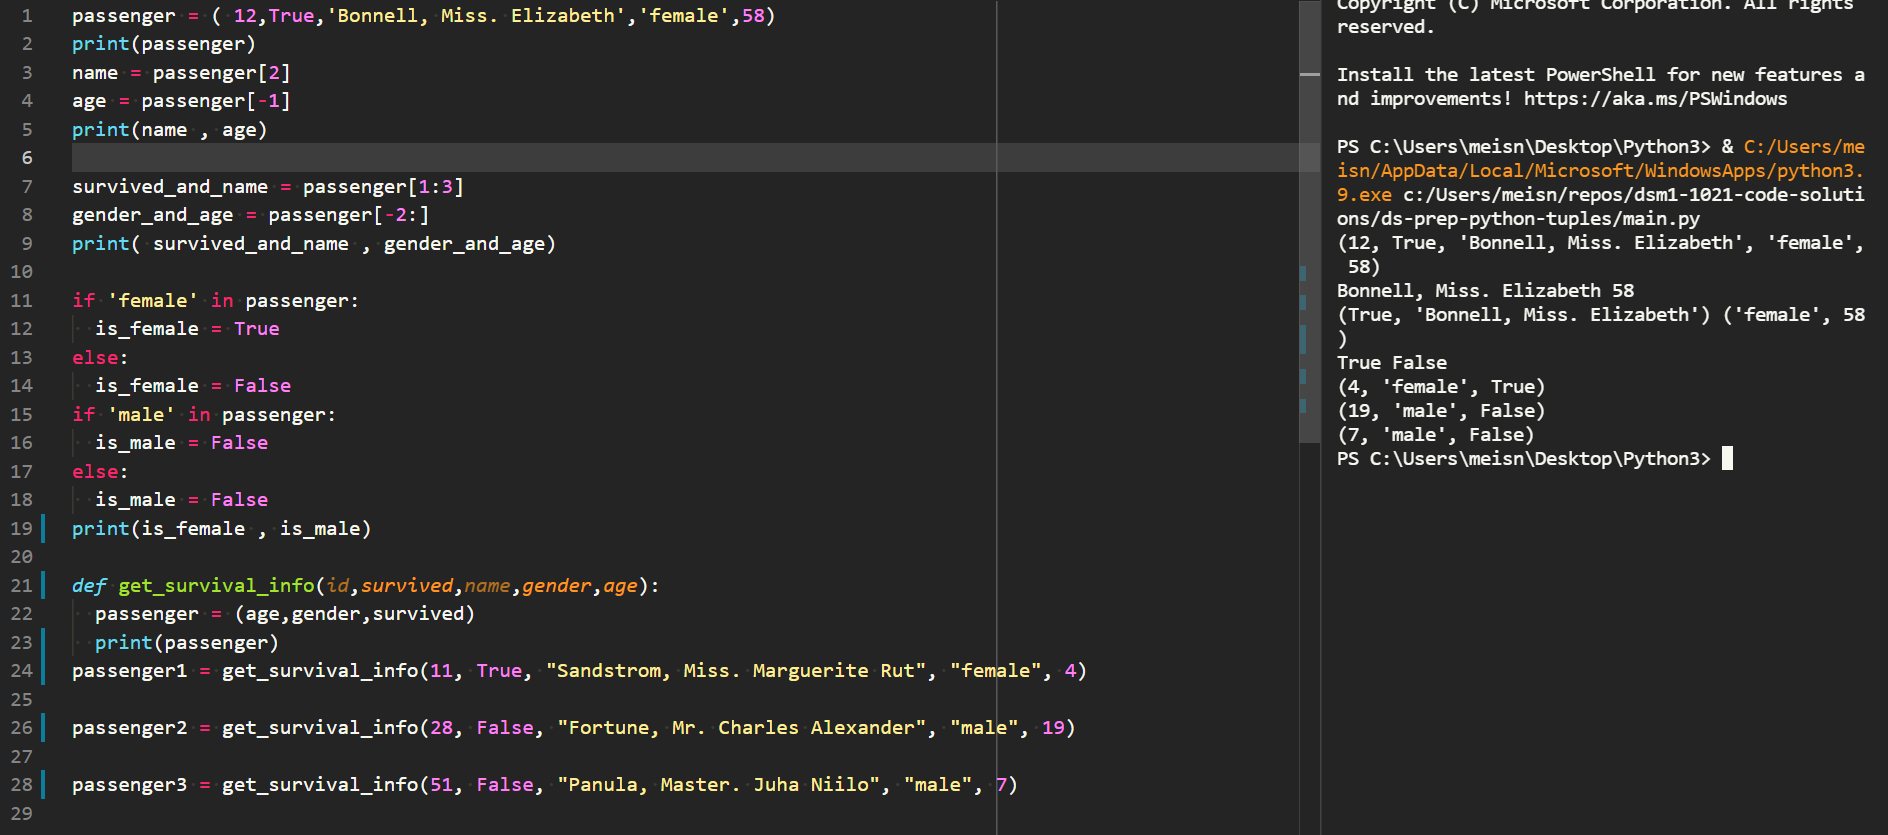 1 passenger = ( 12,True,'Bonnell, Miss. Elizabeth','female',58)
2 print(passenger)
3 name = passenger[2]
4 age = passenger[-1]
5 print(name , age)
6
7 survived_and_name = passenger[1:3]
8 gender_and_age = passenger[-2:]
9 print( survived_and_name , gender_and_age)
10
11 if 'female' in passenger:
12   is_female = True
13 else:
14   is_female = False
15 if 'male' in passenger:
16   is_male = False
17 else:
18   is_male = False
19 print(is_female , is_male)
20
21 def get_survival_info(id,survived,name,gender,age):
22   passenger = (age,gender,survived)
23   print(passenger)
24 passenger1 = get_survival_info(11, True, "Sandstrom, Miss. Marguerite Rut", "female", 4)
25
26 passenger2 = get_survival_info(28, False, "Fortune, Mr. Charles Alexander", "male", 19)
27
28 passenger3 = get_survival_info(51, False, "Panula, Master. Juha Niilo", "male", 7)
29
Copyright (C) Microsoft Corporation. All rights
reserved.
Install the latest PowerShell for new features a
nd improvements! https://aka.ms/PSWindows
PS C:\Users\meisn\Desktop\Python3> & C:/Users/me
isn/AppData/Local/Microsoft/WindowsApps/python3.
9.exe c:/Users/meisn/repos/dsm1-1021-code-soluti
ons/ds-prep-python-tuples/main.py
(12, True, 'Bonnell, Miss. Elizabeth', 'female',
 58)
Bonnell, Miss. Elizabeth 58
(True, 'Bonnell, Miss. Elizabeth') ('female', 58
)
True False
(4, 'female', True)
(19, 'male', False)
(7, 'male', False)
PS C:\Users\meisn\Desktop\Python3>